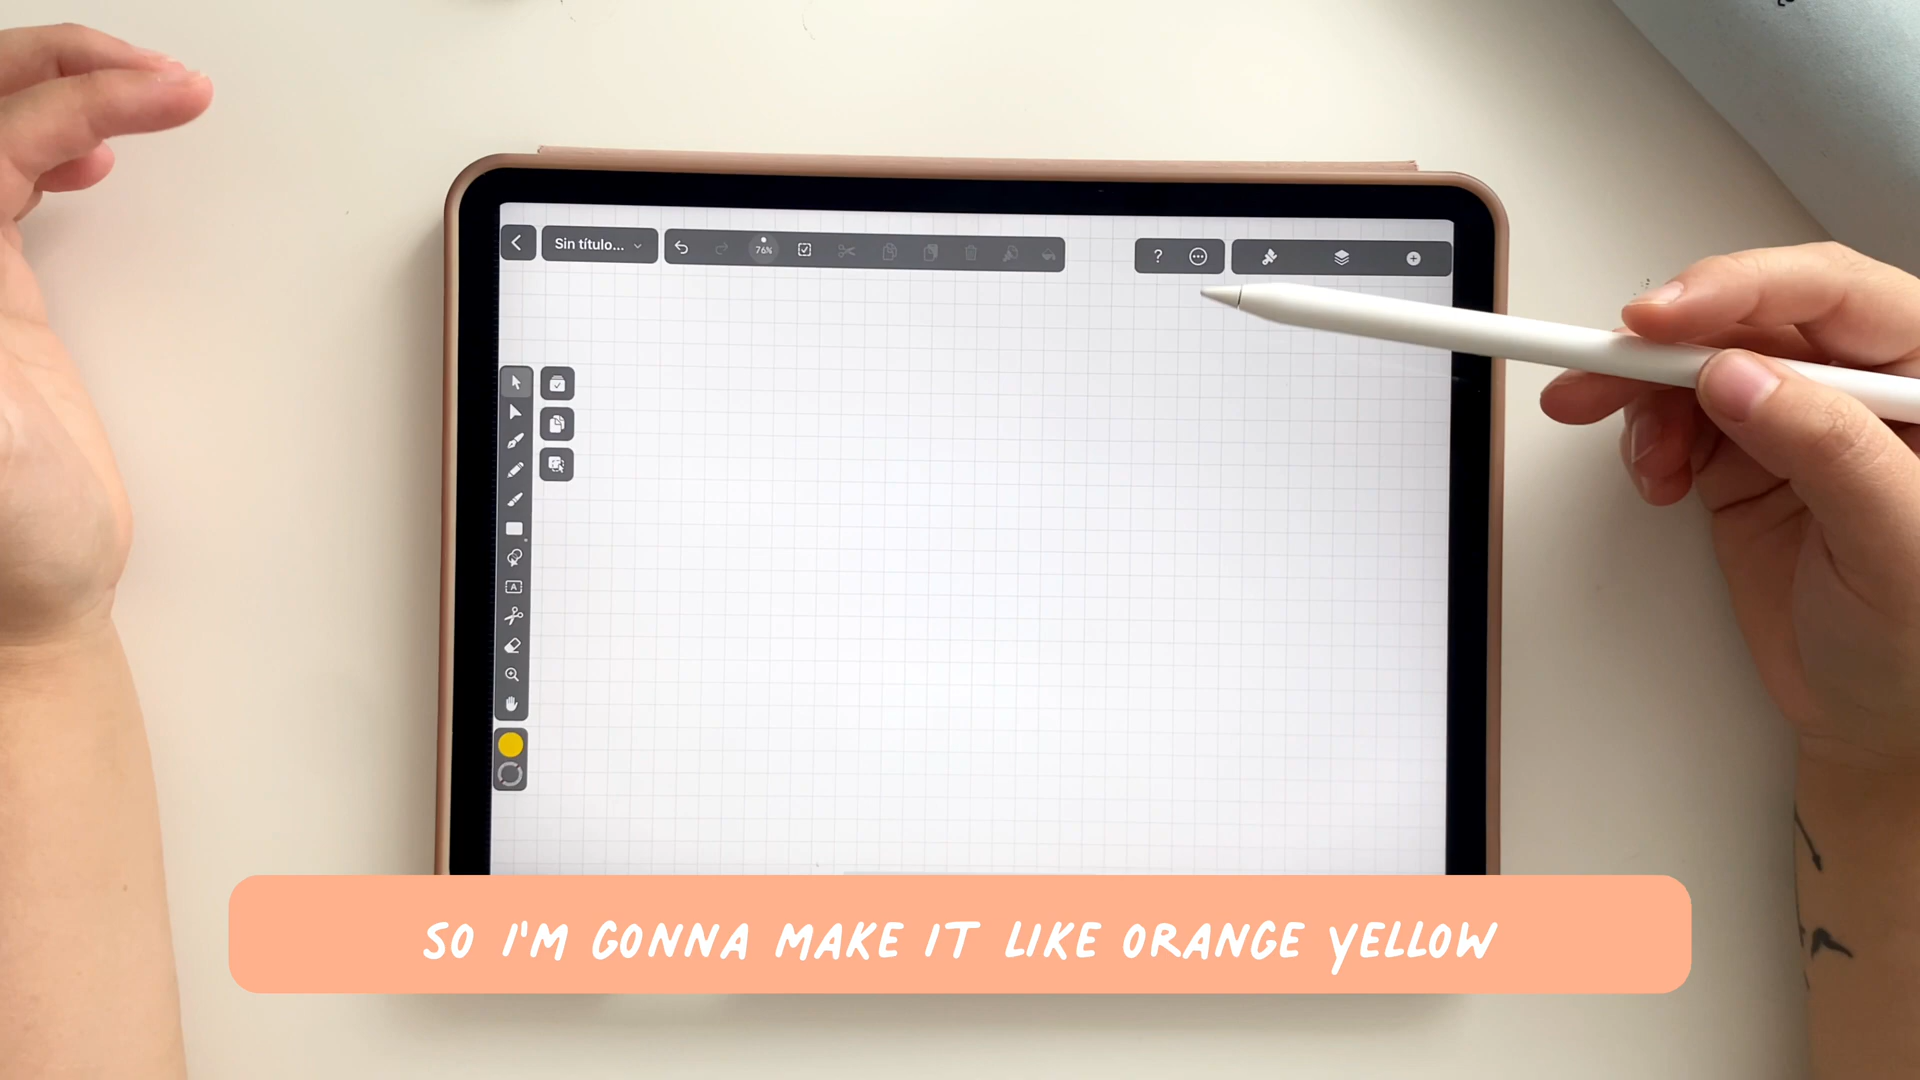 Sin título...
76%
?
A
SO I'M GONNA MAKE IT LIKE ORANGE YELLOW